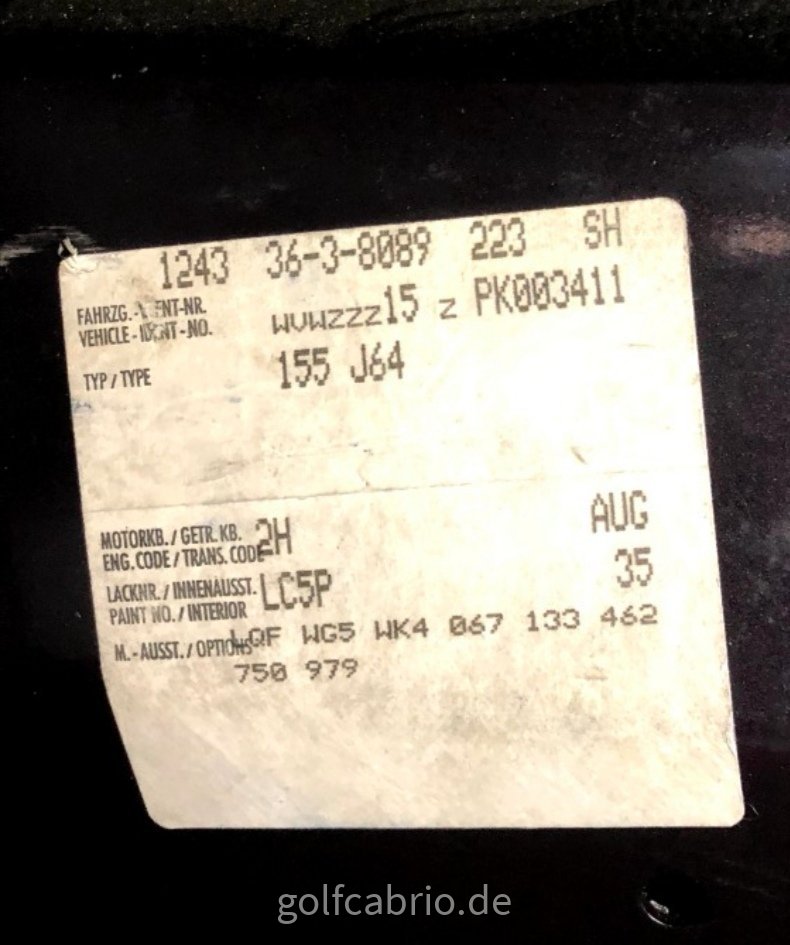 1243 36-3-8089 223 SH
FAHRZG.-IDENT-NR.
VEHICLE-IDENT-NO. WVWZZZ15 Z PK003411
TYP / TYPE 155 J64
MOTORKB. / GETR. KB. 2H AUG
ENG. CODE / TRANS. CODE
LACKNR. / INNENAUSST. LC5P 35
PAINT NO. / INTERIOR
M.-AUSST. / OPTIONS WG5 WK4 067 133 462
750 979
golfcabrio.de